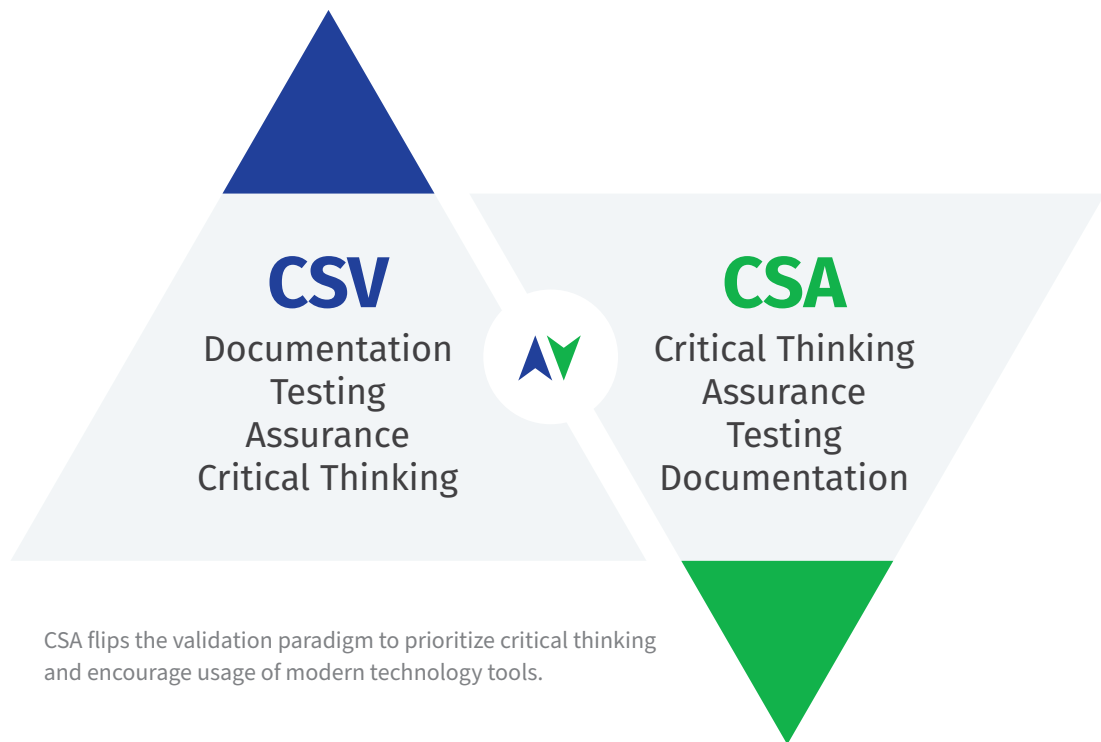 CSV
Documentation
Testing
Assurance
Critical Thinking
CSA
Critical Thinking
Assurance
Testing
Documentation
CSA flips the validation paradigm to prioritize critical thinking
and encourage usage of modern technology tools.